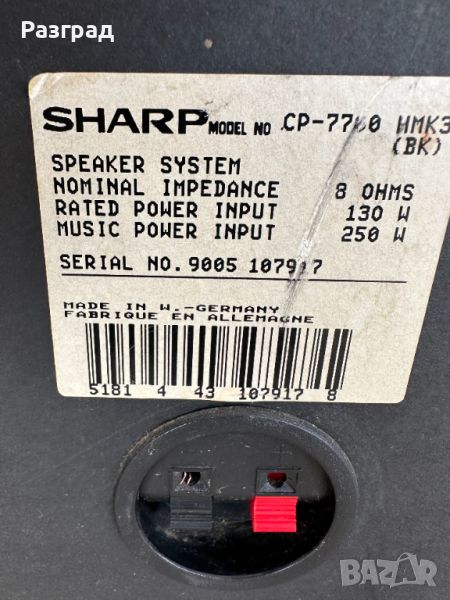 Разград
SHARP MODEL NO CP-7700 HMK3
(BK)
SPEAKER SYSTEM
NOMINAL IMPEDANCE 8 OHMS
RATED POWER INPUT 130 W
MUSIC POWER INPUT 250 W
SERIAL NO. 9005 107917
MADE IN W.-GERMANY
FABRIQUE EN ALLEMAGNE
5181 4 43 107917 8
BAZAR